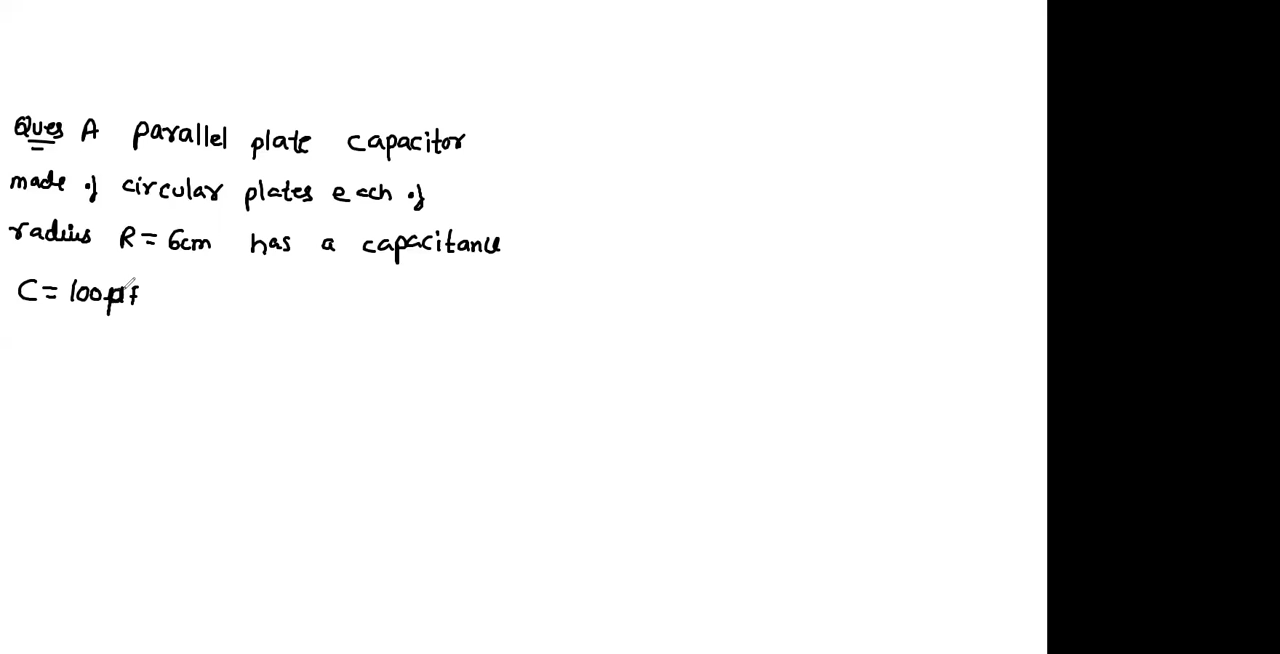 Ques A parallel plate capacitor
made of circular plates each of
radius R = 6cm has a capacitance
C = 100pf